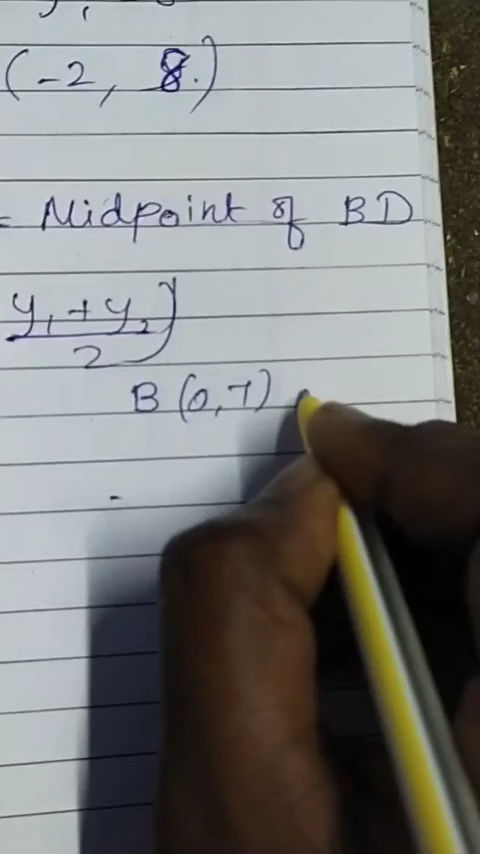 (-2, 8.)
= Midpoint of BD
y₁ + y₂)
2
B (0,7)